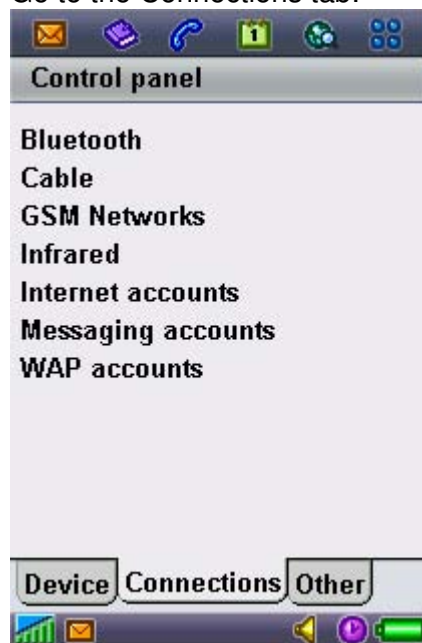 Go to the Connections tab.
1
Control panel
Bluetooth
Cable
GSM Networks
Infrared
Internet accounts
Messaging accounts
WAP accounts
Device Connections Other